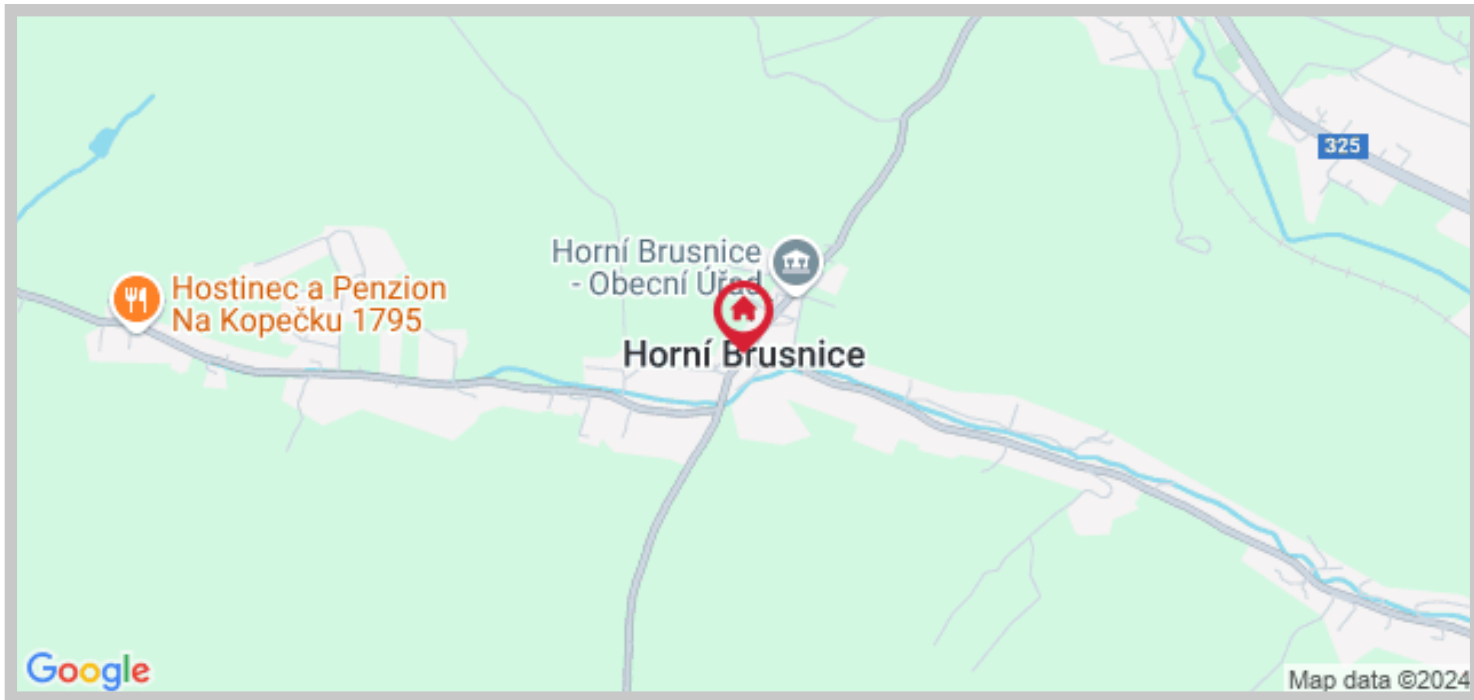 325
Horní Brusnice
- Obecní Úřad
Hostinec a Penzion
Na Kopečku 1795
Horní Brusnice
Google
Map data ©2024